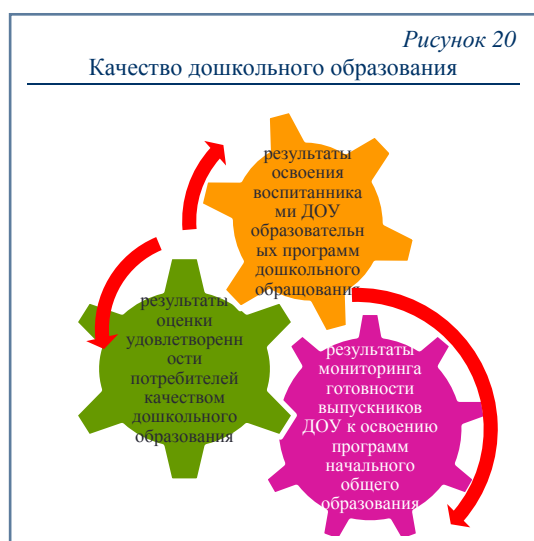 Рисунок 20
Качество дошкольного образования
результаты
освоения
воспитанника
ми ДОУ
образовательн
ых программ
дошкольного
обращования
результаты
оценки
удовлетворенн
ности
потребителей
качеством
дошкольного
образования
результаты
мониторинга
готовности
выпускников
ДОУ к освоению
программ
начального
общего
образования